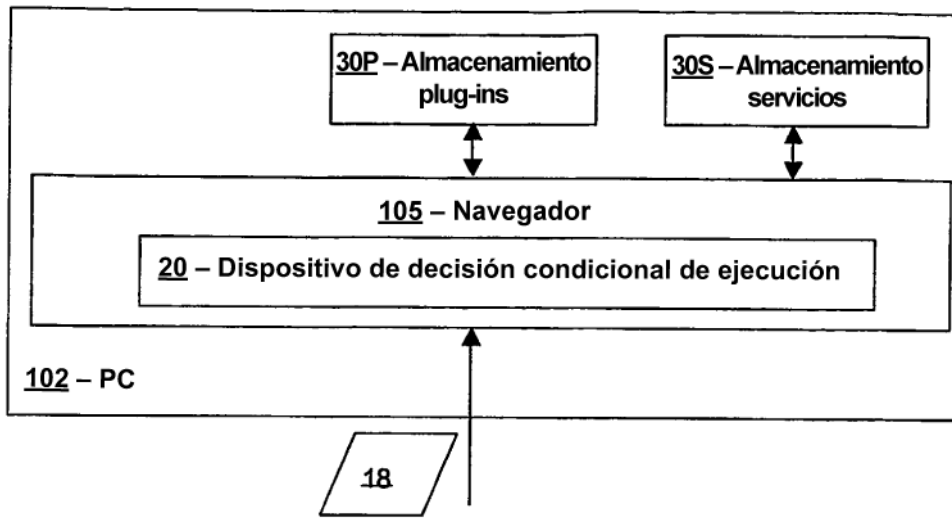 30P – Almacenamiento
plug-ins
30S – Almacenamiento
servicios
105 – Navegador
20 – Dispositivo de decisión condicional de ejecución
102 – PC
18